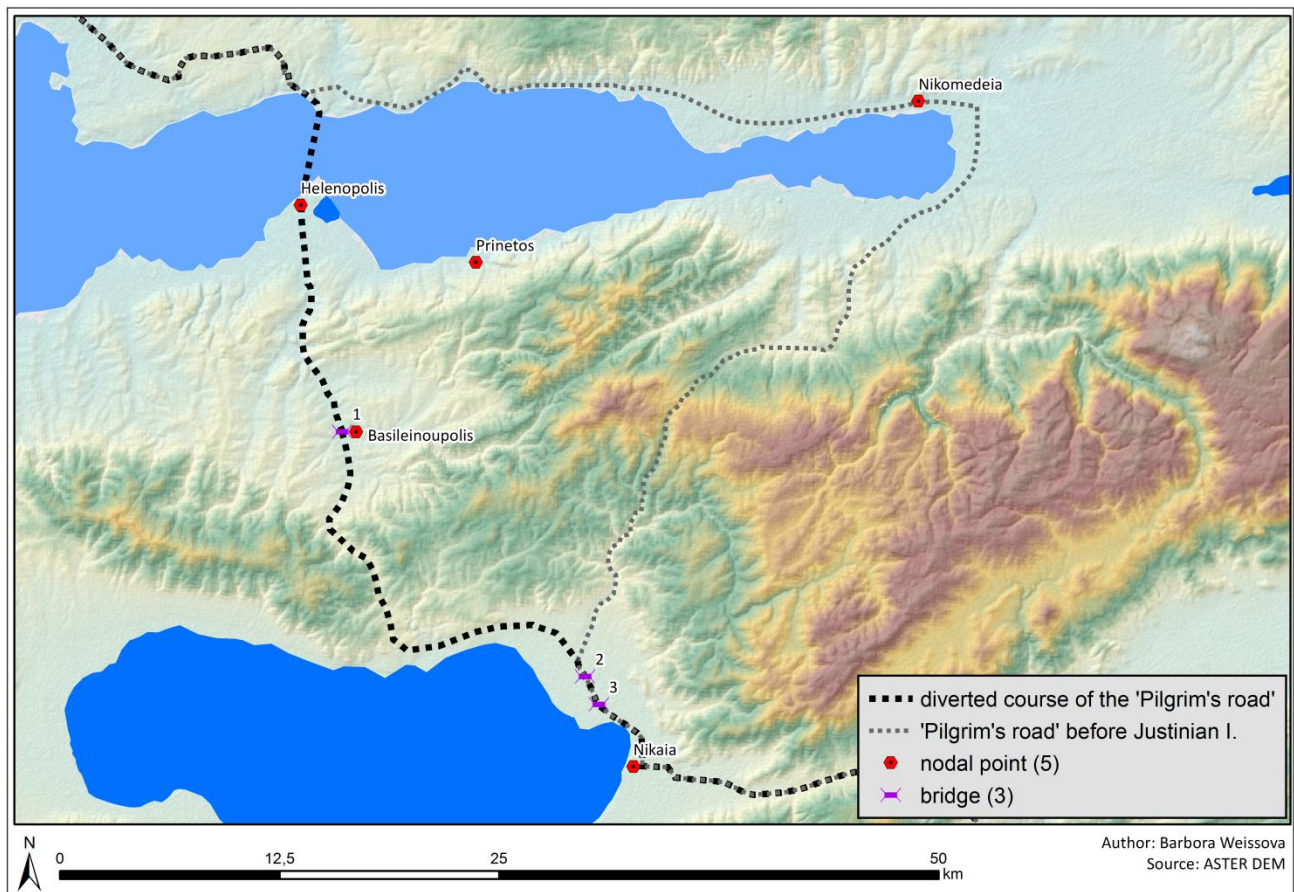 Nikomedeia
Helenopolis
Prinetos
1
Basileinoupolis
2
3
Nikaia
diverted course of the 'Pilgrim's road'
'Pilgrim's road' before Justinian I.
nodal point (5)
bridge (3)
N
0 12,5 25 50
km
Author: Barbora Weissova
Source: ASTER DEM